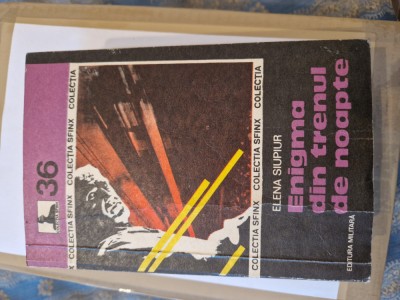 36
COLECȚIA SFINX COLECȚIA SFINX COLECȚIA
COLECȚIA SFINX COLECȚIA SFINX COLECȚIA
ELENA SIUPIUR
Enigma
din trenul
de noapte
EDITURA MILITARĂ